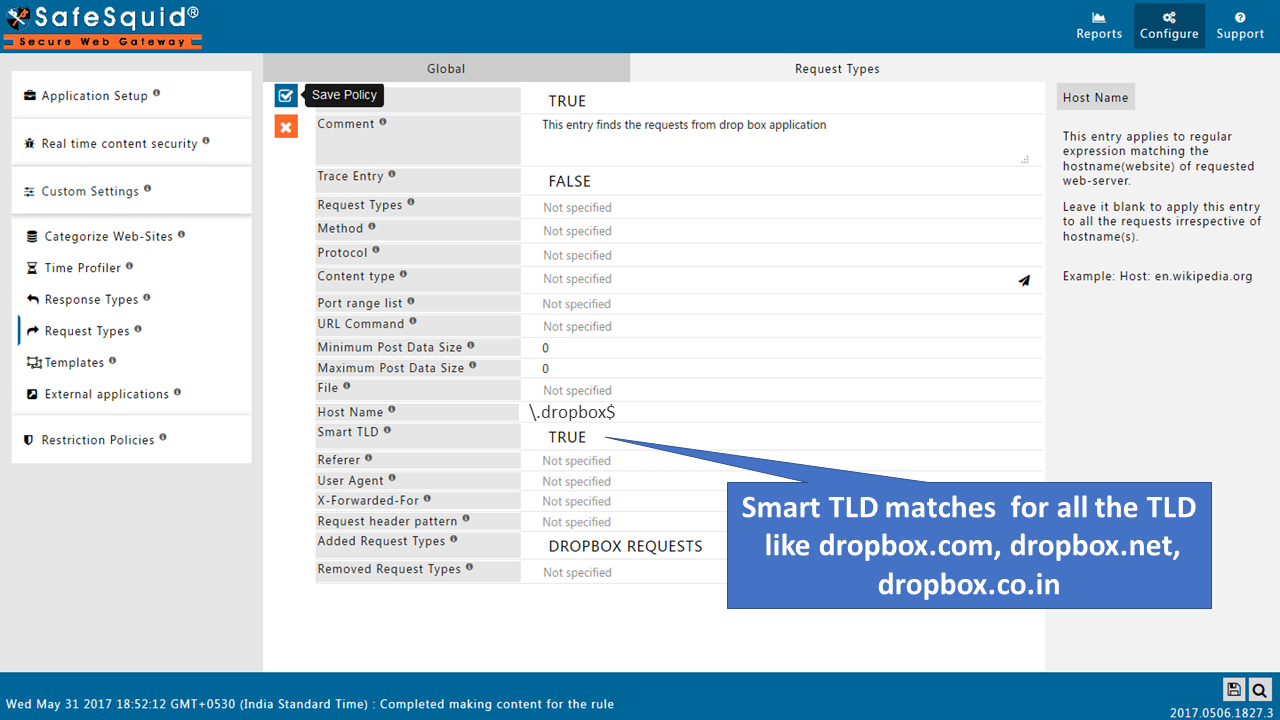 SafeSquid®
Secure Web Gateway
Reports
Configure
Support
Application Setup
Real time content security
Custom Settings
Categorize Web-Sites
Time Profiler
Response Types
Request Types
Templates
External applications
Restriction Policies
Global
Request Types
Save Policy
TRUE
Comment
This entry finds the requests from drop box application
Trace Entry
FALSE
Request Types
Not specified
Method
Not specified
Protocol
Not specified
Content type
Not specified
Port range list
Not specified
URL Command
Not specified
Minimum Post Data Size
0
Maximum Post Data Size
0
File
Not specified
Host Name
\.dropbox$
Smart TLD
TRUE
Referer
Not specified
User Agent
Not specified
X-Forwarded-For
Not specified
Request header pattern
Not specified
Added Request Types
DROPBOX REQUESTS
Removed Request Types
Not specified
Smart TLD matches for all the TLD
like dropbox.com, dropbox.net,
dropbox.co.in
Host Name
This entry applies to regular
expression matching the
hostname(website) of requested
web-server.
Leave it blank to apply this entry
to all the requests irrespective of
hostname(s).
Example: Host: en.wikipedia.org
Wed May 31 2017 18:52:12 GMT+0530 (India Standard Time) : Completed making content for the rule
2017.0506.1827.3